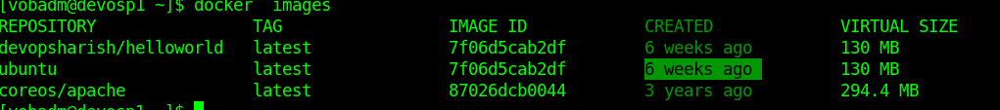 [vobadm@devosp1 ~]$ docker  images
REPOSITORY TAG IMAGE ID CREATED VIRTUAL SIZE
devopsharish/helloworld latest 7f06d5cab2df 6 weeks ago 130 MB
ubuntu latest 7f06d5cab2df 6 weeks ago 130 MB
coreos/apache latest 87026dcb0044 3 years ago 294.4 MB
[vobadm@devosp1 ~]$